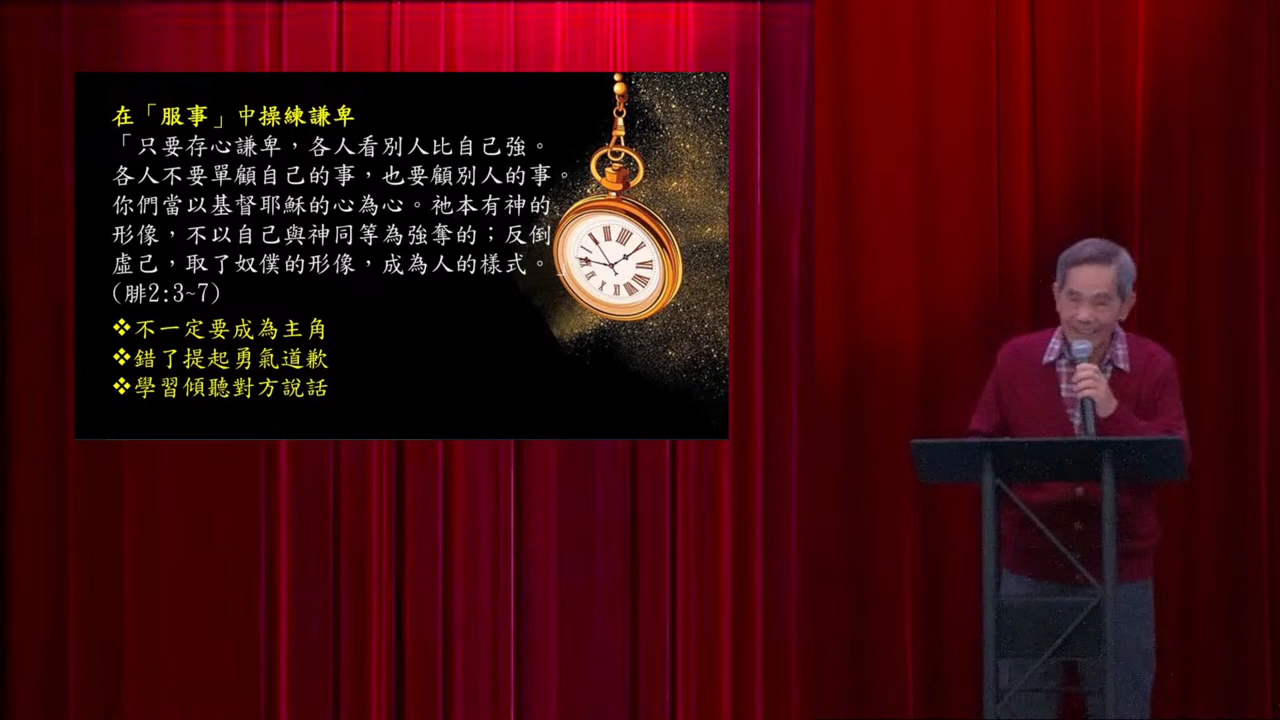 在「服事」中操練謙卑
「只要存心謙卑，各人看別人比自己強。
各人不要單顧自己的事，也要顧別人的事。
你們當以基督耶穌的心為心。祂本有神的
形像，不以自己與神同等為強奪的；反倒
虛己，取了奴僕的形像，成為人的樣式。
(腓2:3~7)
❖不一定要成為主角
❖錯了提起勇氣道歉
❖學習傾聽對方說話